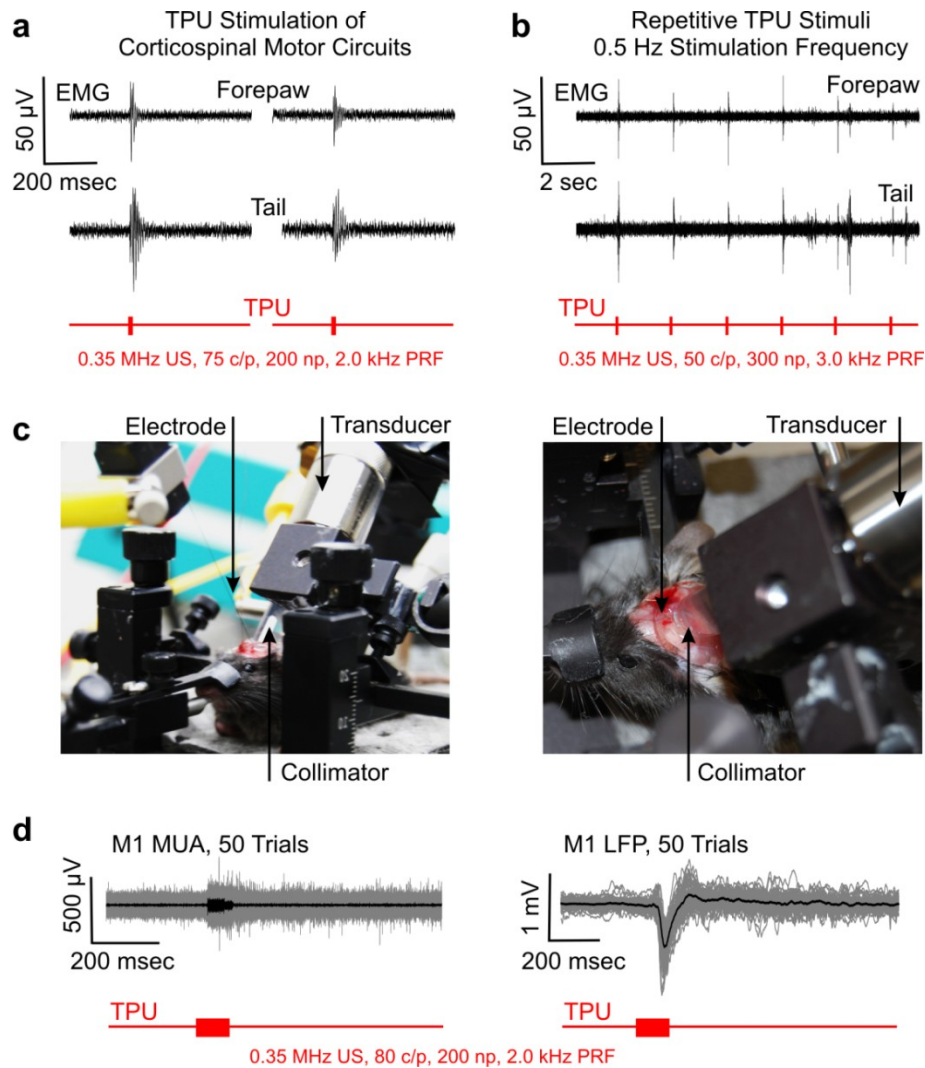 a
TPU Stimulation of
Corticospinal Motor Circuits
50 µV
EMG
Forepaw
200 msec
Tail
TPU
0.35 MHz US, 75 c/p, 200 np, 2.0 kHz PRF
b
Repetitive TPU Stimuli
0.5 Hz Stimulation Frequency
50 µV
EMG
Forepaw
2 sec
Tail
TPU
0.35 MHz US, 50 c/p, 300 np, 3.0 kHz PRF
c
Electrode
Transducer
Collimator
Electrode
Transducer
Collimator
d
M1 MUA, 50 Trials
500 µV
200 msec
TPU
M1 LFP, 50 Trials
1 mV
200 msec
TPU
0.35 MHz US, 80 c/p, 200 np, 2.0 kHz PRF